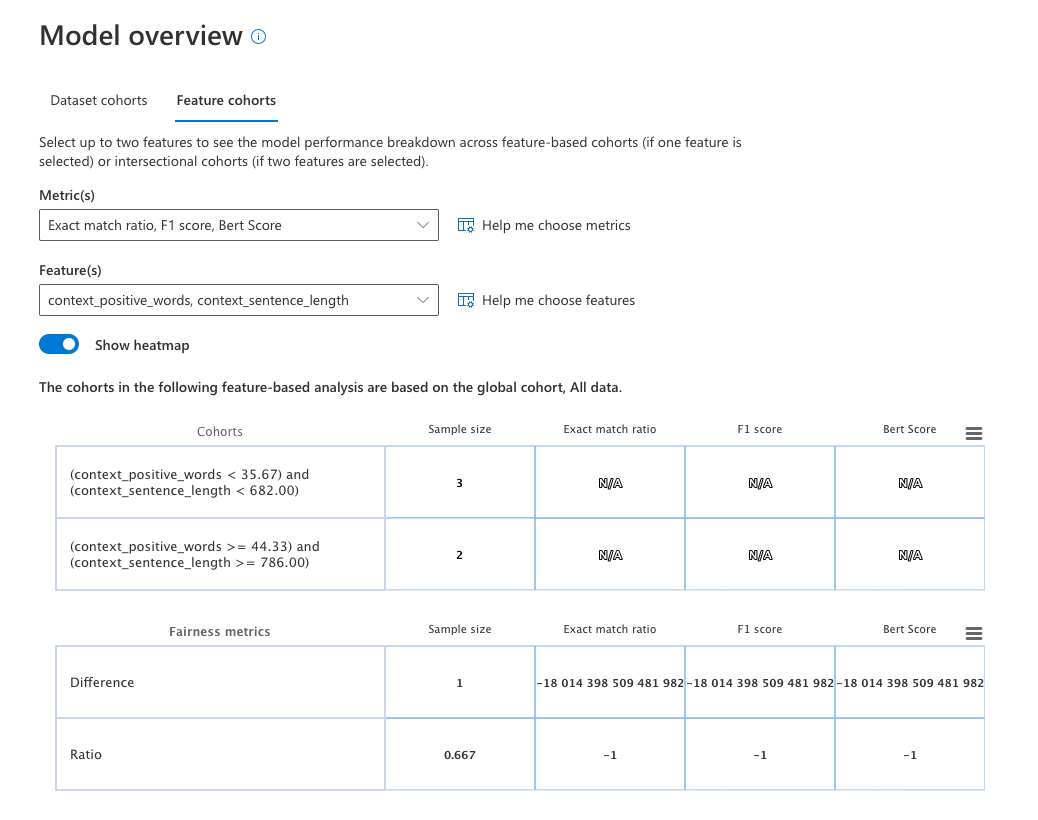 Model overview
Dataset cohorts
Feature cohorts
Select up to two features to see the model performance breakdown across feature-based cohorts (if one feature is
selected) or intersectional cohorts (if two features are selected).
Metric(s)
Exact match ratio, F1 score, Bert Score
Help me choose metrics
Feature(s)
context_positive_words, context_sentence_length
Help me choose features
Show heatmap
The cohorts in the following feature-based analysis are based on the global cohort, All data.
Cohorts Sample size Exact match ratio F1 score Bert Score
(context_positive_words < 35.67) and
(context_sentence_length < 682.00)
3 N/A N/A N/A
(context_positive_words >= 44.33) and
(context_sentence_length >= 786.00)
2 N/A N/A N/A
Fairness metrics Sample size Exact match ratio F1 score Bert Score
Difference 1 -18 014 398 509 481 982 -18 014 398 509 481 982 -18 014 398 509 481 982
Ratio 0.667 -1 -1 -1